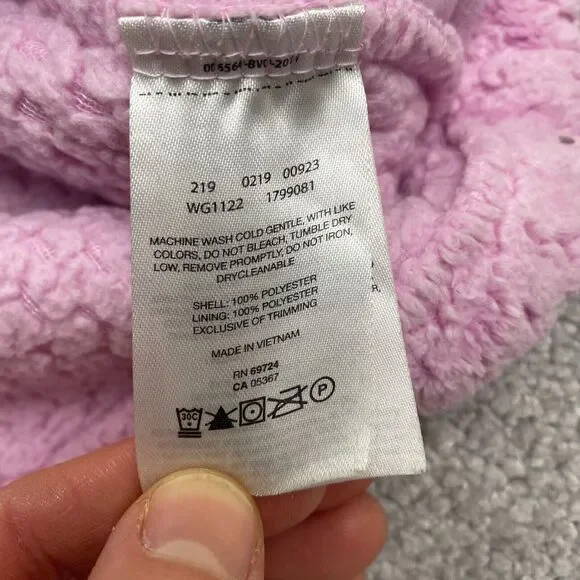 219 0219 00923
WG1122 1799081
MACHINE WASH COLD GENTLE, WITH LIKE
COLORS, DO NOT BLEACH, TUMBLE DRY
LOW, REMOVE PROMPTLY, DO NOT IRON,
DRYCLEANABLE
SHELL: 100% POLYESTER
LINING: 100% POLYESTER
EXCLUSIVE OF TRIMMING
MADE IN VIETNAM
RN 69724
CA 05367
30C P